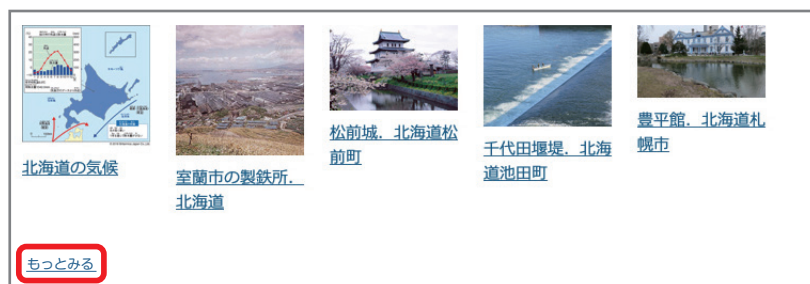 北海道の気候
室蘭市の製鉄所．
北海道
松前城．北海道松
前町
千代田堰堤．北海
道池田町
豊平館．北海道札
幌市
もっとみる